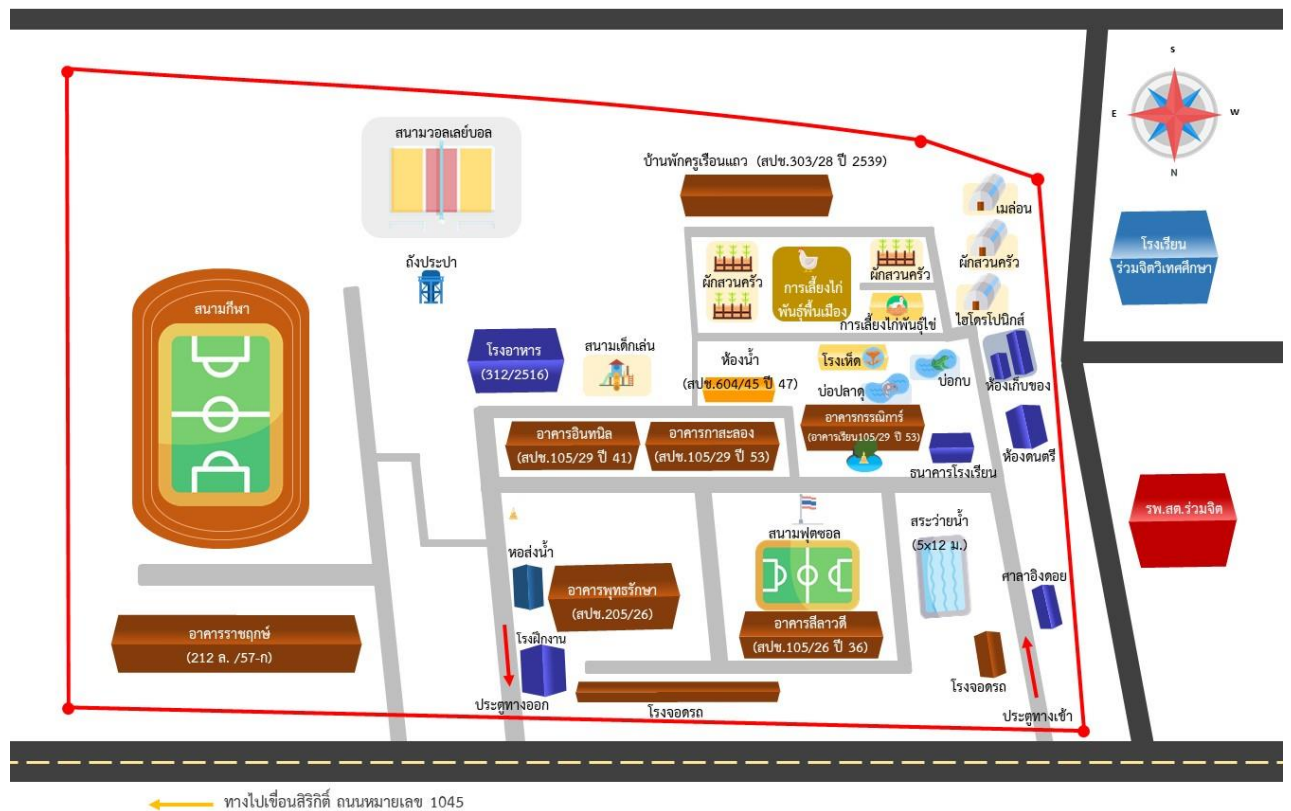 S
E
W
N
สนามวอลเลย์บอล
บ้านพักครูเรือนแถว (สปช.303/28 ปี 2539)
เมล่อน
โรงเรียน
ร่วมจิตวิเทศศึกษา
ถังประปา
ผักสวนครัว
การเลี้ยงไก่
พันธุ์พื้นเมือง
ผักสวนครัว
ผักสวนครัว
การเลี้ยงไก่พันธุ์ไข่
ไฮโดรโปนิกส์
สนามกีฬา
โรงอาหาร
(312/2516)
สนามเด็กเล่น
ห้องน้ำ
(สปช.604/45 ปี 47)
โรงเห็ด
บ่อกบ
บ่อปลาดุ
ห้องเก็บของ
อาคารอินทนิล
(สปช.105/29 ปี 41)
อาคารกาสะลอง
(สปช.105/29 ปี 53)
อาคารกรรณิการ์
(อาคารเรียน105/29 ปี 53)
ธนาคารโรงเรียน
ห้องดนตรี
รพ.สต.ร่วมจิต
หอส่งน้ำ
อาคารพุทธรักษา
(สปช.205/26)
สนามฟุตซอล
สระว่ายน้ำ
(5x12 ม.)
ศาลาอิงดอย
อาคารราชฤกษ์
(212 ล. /57-ก)
โรงฝึกงาน
อาคารลีลาวดี
(สปช.105/26 ปี 36)
โรงจอดรถ
ประตูทางออก
โรงจอดรถ
ประตูทางเข้า
ทางไปเขื่อนสิริกิติ์ ถนนหมายเลข 1045